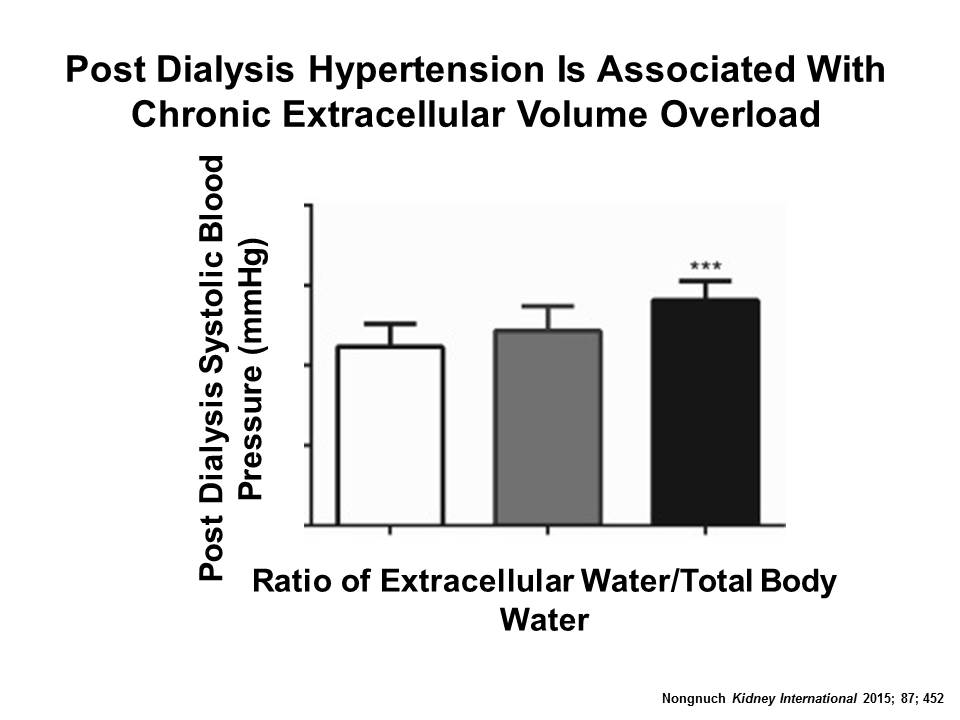 Post Dialysis Hypertension Is Associated With
Chronic Extracellular Volume Overload
Post Dialysis Systolic Blood
Pressure (mmHg)
***
Ratio of Extracellular Water/Total Body
Water
Nongnuch Kidney International 2015; 87; 452